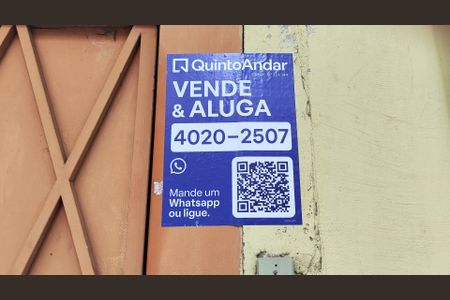 QuintoAndar
VENDE
& ALUGA
4020-2507
Mande um
Whatsapp
ou ligue.